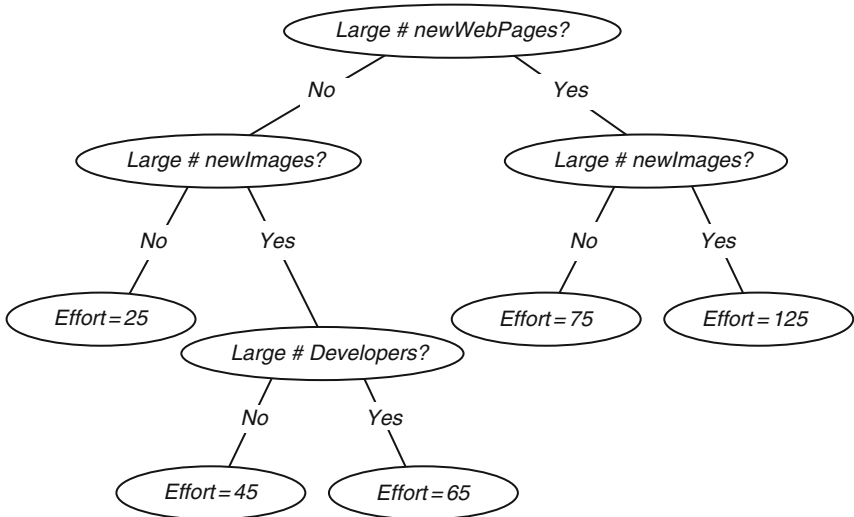 Large # newWebPages?
No
Yes
Large # newImages?
Large # newImages?
No
Yes
No
Yes
Effort = 25
Effort = 75
Effort = 125
Large # Developers?
No
Yes
Effort = 45
Effort = 65